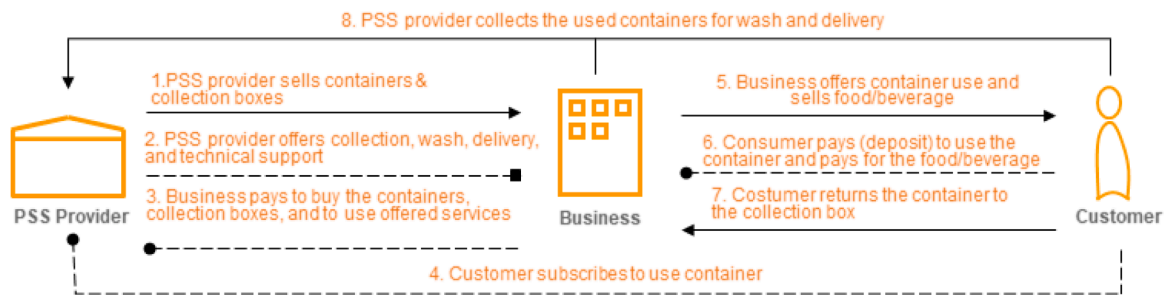 8. PSS provider collects the used containers for wash and delivery
1.PSS provider sells containers &
collection boxes
2. PSS provider offers collection, wash, delivery,
and technical support
3. Business pays to buy the containers,
collection boxes, and to use offered services
PSS Provider
Business
5. Business offers container use and
sells food/beverage
6. Consumer pays (deposit) to use the
container and pays for the food/beverage
7. Costumer returns the container to
the collection box
Customer
4. Customer subscribes to use container